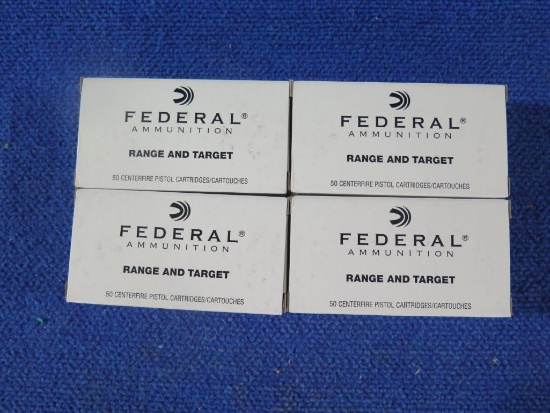 FEDERAL®
AMMUNITION
RANGE AND TARGET
50 CENTERFIRE PISTOL CARTRIDGES/CARTOUCHES
FEDERAL®
AMMUNITION
RANGE AND TARGET
50 CENTERFIRE PISTOL CARTRIDGES/CARTOUCHES
FEDERAL®
AMMUNITION
RANGE AND TARGET
50 CENTERFIRE PISTOL CARTRIDGES/CARTOUCHES
FEDERAL®
AMMUNITION
RANGE AND TARGET
50 CENTERFIRE PISTOL CARTRIDGES/CARTOUCHES